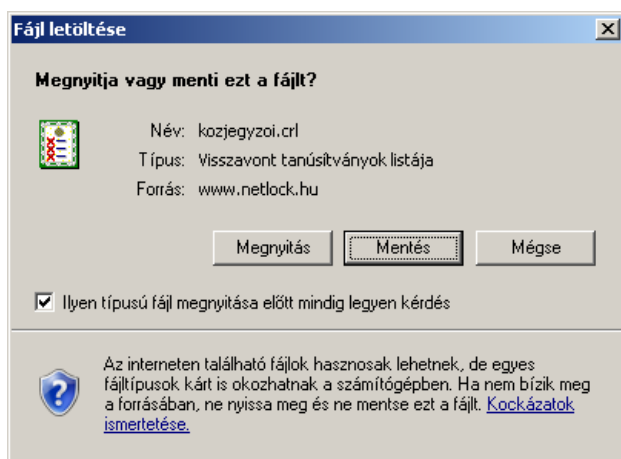 Fájl letöltése
Megnyitja vagy menti ezt a fájlt?
Név: kozjegyzoi.crl
Típus: Visszavont tanúsítványok listája
Forrás: www.netlock.hu
Megnyitás Mentés Mégse
Ilyen típusú fájl megnyitása előtt mindig legyen kérdés
Az interneten található fájlok hasznosak lehetnek, de egyes
fájltípusok kárt is okozhatnak a számítógépben. Ha nem bízik meg
a forrásában, ne nyissa meg és ne mentse ezt a fájlt. Kockázatok
ismertetése.